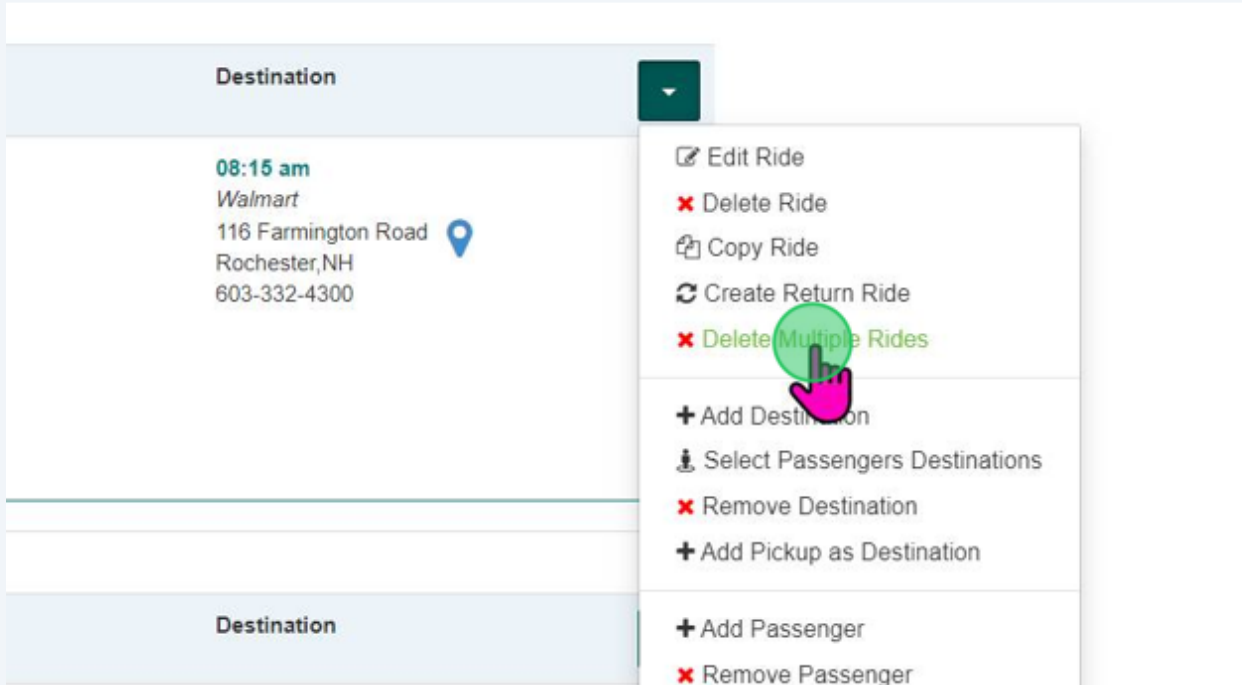 Destination
08:15 am
Walmart
116 Farmington Road
Rochester,NH
603-332-4300
Edit Ride
Delete Ride
Copy Ride
Create Return Ride
Delete Multiple Rides
Add Destination
Select Passengers Destinations
Remove Destination
Add Pickup as Destination
Destination
Add Passenger
Remove Passenger